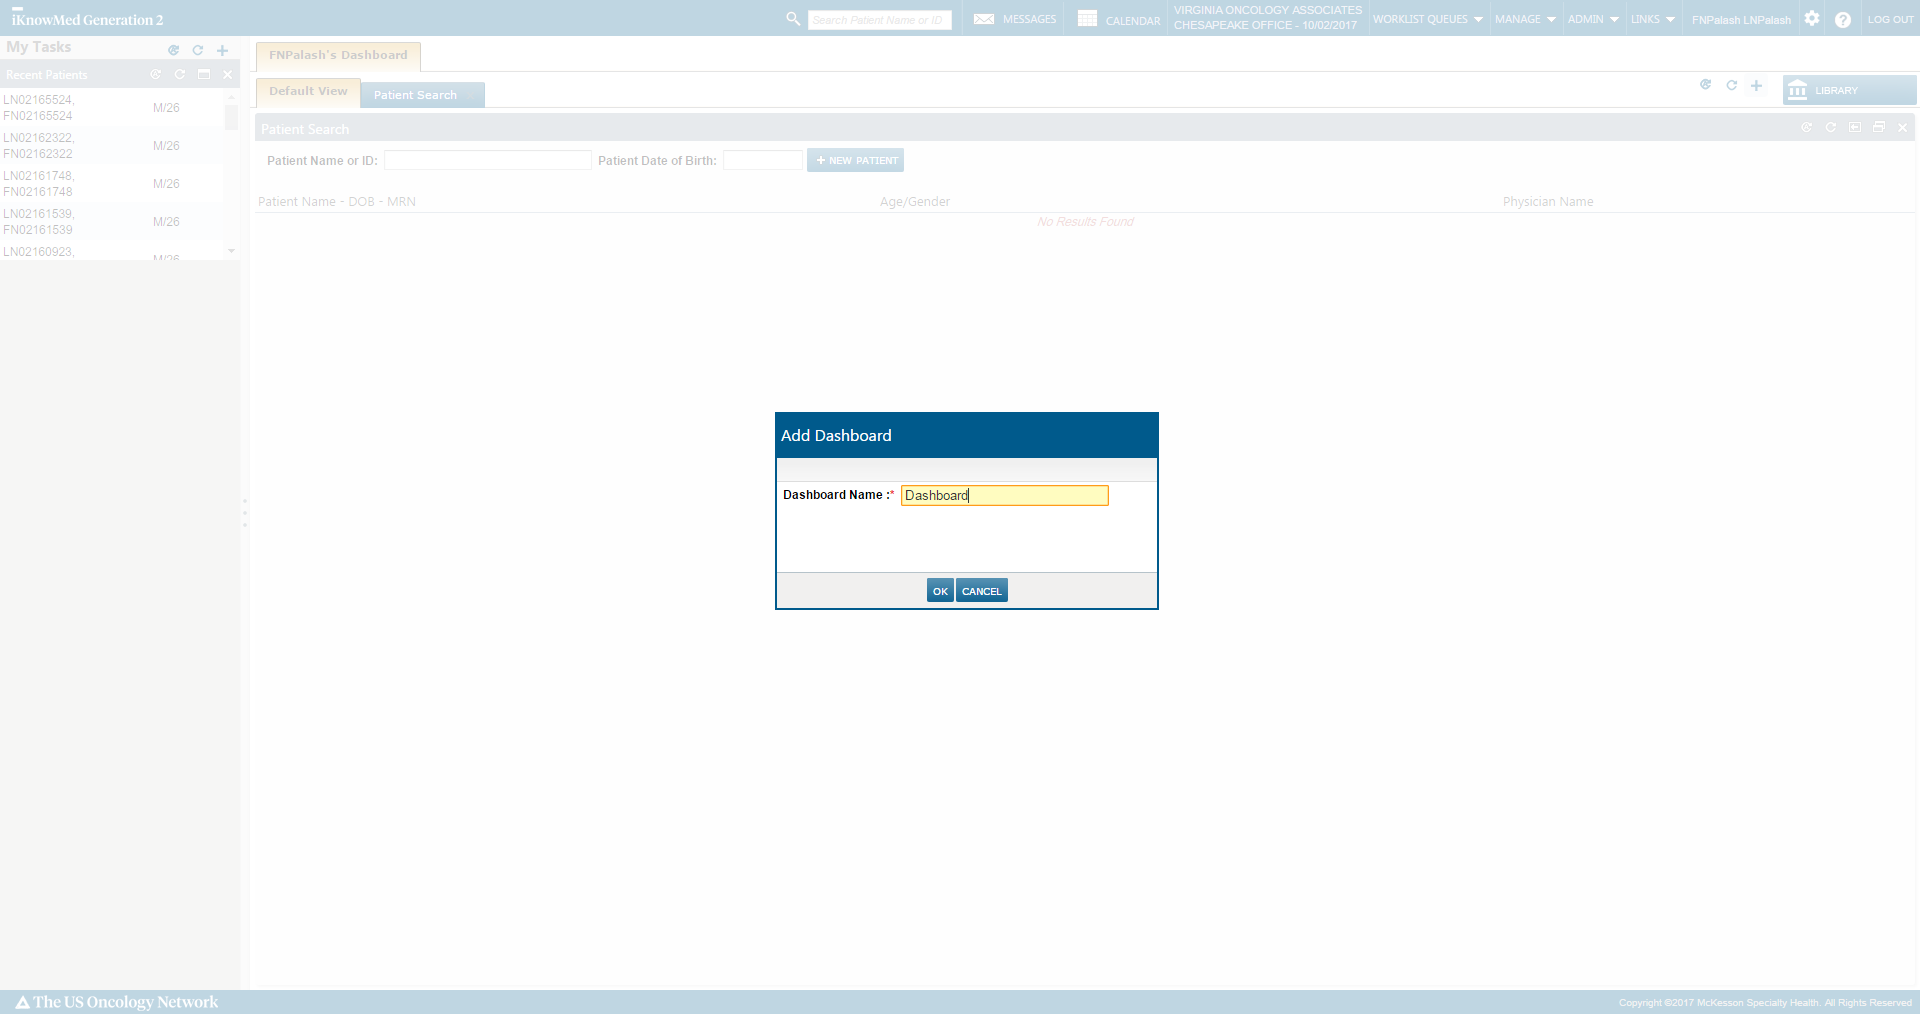 iKnowMed Generation 2
Search Patient Name or ID
MESSAGES
CALENDAR
VIRGINIA ONCOLOGY ASSOCIATES
CHESAPEAKE OFFICE - 10/02/2017
WORKLIST QUEUES
MANAGE
ADMIN
LINKS
FNPalash LNPalash
LOG OUT
My Tasks
Recent Patients
LN02165524,
FN02165524
M/26
LN02162322,
FN02162322
M/26
LN02161748,
FN02161748
M/26
LN02161539,
FN02161539
M/26
LN02160923,
M/26
FNPalash's Dashboard
Default View
Patient Search
LIBRARY
Patient Search
Patient Name or ID:
Patient Date of Birth:
+ NEW PATIENT
Patient Name - DOB - MRN
Age/Gender
Physician Name
No Results Found
Add Dashboard
Dashboard Name :*
Dashboard
OK
CANCEL
The US Oncology Network
Copyright ©2017 McKesson Specialty Health. All Rights Reserved